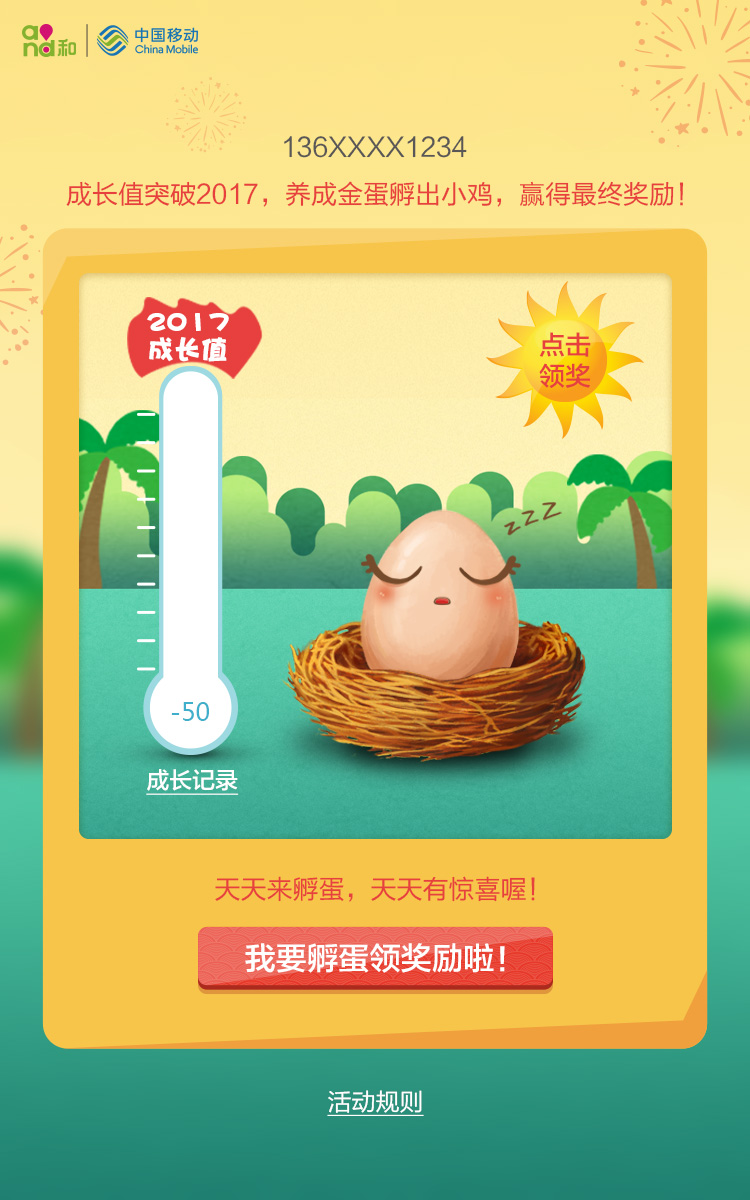 and和
中国移动
China Mobile
136XXXX1234
成长值突破2017，养成金蛋孵出小鸡，赢得最终奖励！
2017
成长值
点击
领奖
zzz
-50
成长记录
天天来孵蛋，天天有惊喜喔！
我要孵蛋领奖励啦！
活动规则